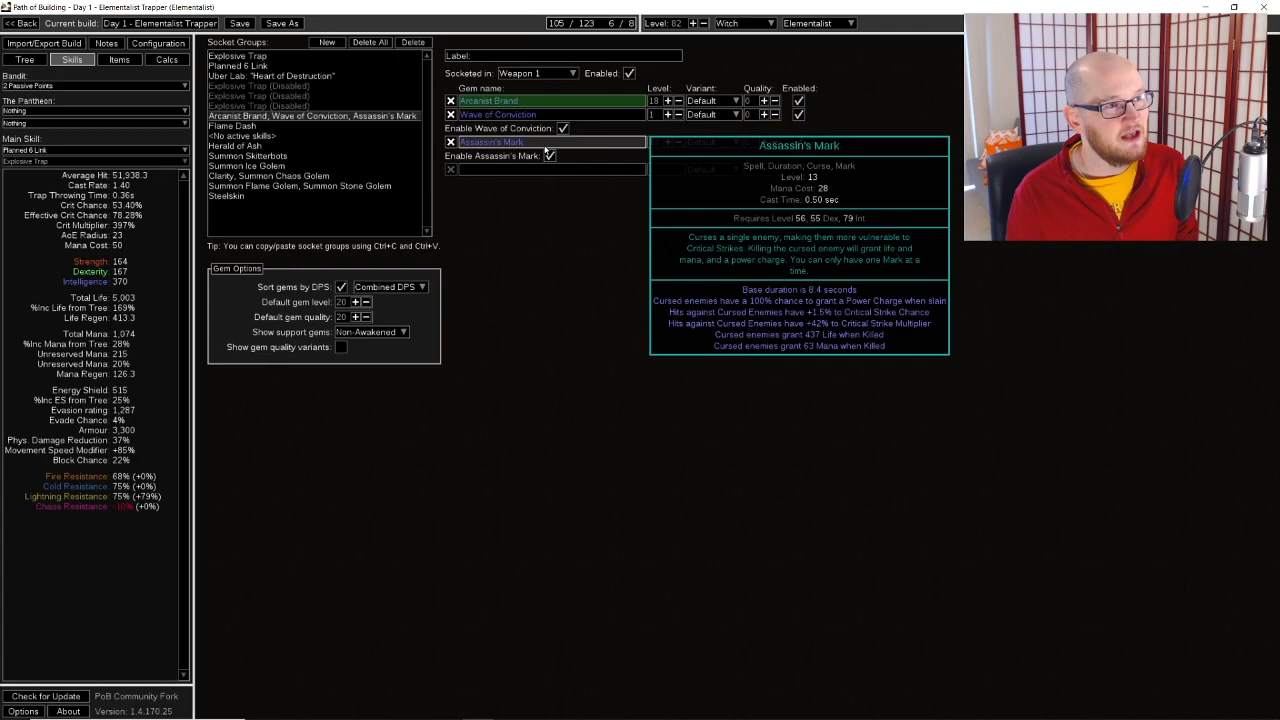 Path of Building - Day 1 - Elementalist Trapper
<< Back
Current build:
Day 1 - Elementalist Trapper
Save
Save As
105 / 123 6 / 8
Level: 82
Witch
Elementalist
Import/Export Build
Notes
Configuration
Tree
Skills
Items
Calcs
Bandit:
2 Passive Points
The Pantheon:
Nothing
Nothing
Main Skill:
Planned 6 Link
Explosive Trap
Average Hit: 51,938.3
Cast Rate: 1.40
Trap Throwing Time: 0.36s
Crit Chance: 53.40%
Effective Crit Chance: 78.28%
Crit Multiplier: 397%
AoE Radius: 23
Mana Cost: 50
Strength: 164
Dexterity: 167
Intelligence: 370
Total Life: 5,003
%Inc Life from Tree: 169%
Life Regen: 413.3
Total Mana: 1,074
%Inc Mana from Tree: 28%
Unreserved Mana: 215
Unreserved Mana: 20%
Mana Regen: 126.3
Energy Shield: 515
%Inc ES from Tree: 25%
Evasion rating: 1,287
Evade Chance: 4%
Armour: 3,300
Phys. Damage Reduction: 37%
Movement Speed Modifier: +85%
Block Chance: 22%
Fire Resistance: 68% (+0%)
Cold Resistance: 75% (+0%)
Lightning Resistance: 75% (+79%)
Chaos Resistance: -10% (+0%)
Check for Update
PoB Community Fork
Options
About
Version: 1.4.170.25
Socket Groups:
New
Delete All
Delete
Explosive Trap
Planned 6 Link
Uber Lab: "Heart of Destruction"
Explosive Trap (Disabled)
Explosive Trap (Disabled)
Explosive Trap (Disabled)
Arcanist Brand, Wave of Conviction, Assassin's Mark
Flame Dash
<No active skills>
Herald of Ash
Summon Skitterbots
Summon Ice Golem
Clarity, Summon Chaos Golem
Summon Flame Golem, Summon Stone Golem
Steelskin
Tip: You can copy/paste socket groups using Ctrl+C and Ctrl+V.
Gem Options
Sort gems by DPS:
Combined DPS
Default gem level: 20
Default gem quality: 20
Show support gems: Non-Awakened
Show gem quality variants:
Label:
Socketed in: Weapon 1
Enabled:
Gem name:
Level:
Variant:
Quality:
Enabled:
Arcanist Brand
18
Default
0
Wave of Conviction
1
Default
0
Enable Wave of Conviction:
Assassin's Mark
Enable Assassin's Mark:
Assassin's Mark
Spell, Duration, Curse, Mark
Level: 13
Mana Cost: 28
Cast Time: 0.50 sec
Requires Level 56, 55 Dex, 79 Int
Curses a single enemy, making them more vulnerable to
Critical Strikes. Killing the cursed enemy will grant life and
mana, and a power charge. You can only have one Mark at a
time.
Base duration is 8.4 seconds
Cursed enemies have a 100% chance to grant a Power Charge when slain
Hits against Cursed Enemies have +1.5% to Critical Strike Chance
Hits against Cursed Enemies have +42% to Critical Strike Multiplier
Cursed enemies grant 437 Life when Killed
Cursed enemies grant 63 Mana when Killed